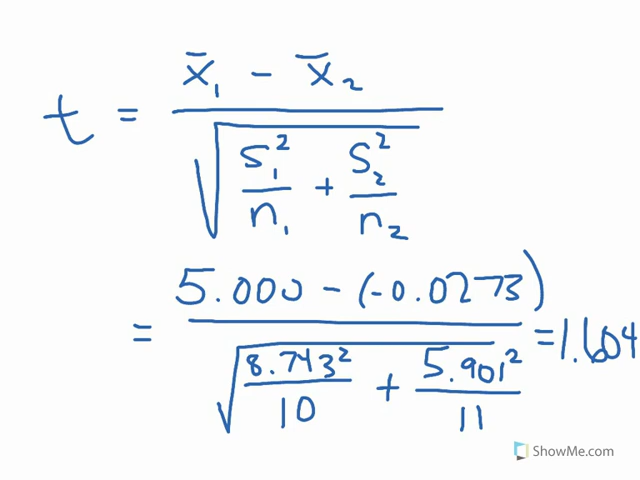 t = x̄₁ - x̄₂
√ s₁²/n₁ + s₂²/n₂
= 5.000 - (-0.0273)
√ 8.743²/10 + 5.901²/11 = 1.604
ShowMe.com